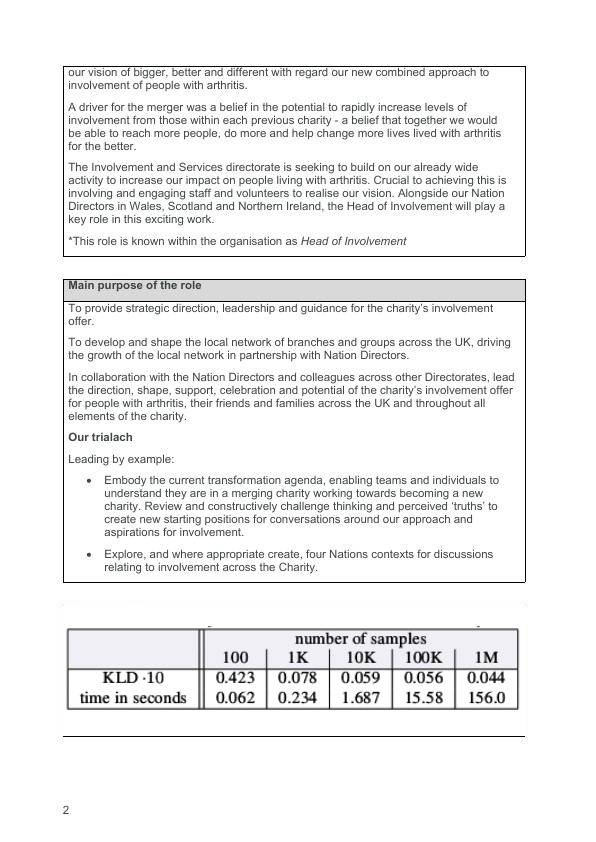 our vision of bigger, better and different with regard our new combined approach to
involvement of people with arthritis.
A driver for the merger was a belief in the potential to rapidly increase levels of
involvement from those within each previous charity - a belief that together we would
be able to reach more people, do more and help change more lives lived with arthritis
for the better.
The Involvement and Services directorate is seeking to build on our already wide
activity to increase our impact on people living with arthritis. Crucial to achieving this is
involving and engaging staff and volunteers to realise our vision. Alongside our Nation
Directors in Wales, Scotland and Northern Ireland, the Head of Involvement will play a
key role in this exciting work.
*This role is known within the organisation as Head of Involvement
Main purpose of the role
To provide strategic direction, leadership and guidance for the charity's involvement
offer.
To develop and shape the local network of branches and groups across the UK, driving
the growth of the local network in partnership with Nation Directors.
In collaboration with the Nation Directors and colleagues across other Directorates, lead
the direction, shape, support, celebration and potential of the charity's involvement offer
for people with arthritis, their friends and families across the UK and throughout all
elements of the charity.
Our trialach
Leading by example:
• Embody the current transformation agenda, enabling teams and individuals to
understand they are in a merging charity working towards becoming a new
charity. Review and constructively challenge thinking and perceived 'truths' to
create new starting positions for conversations around our approach and
aspirations for involvement.
• Explore, and where appropriate create, four Nations contexts for discussions
relating to involvement across the Charity.
number of samples
100 1K 10K 100K 1M
KLD ·10 0.423 0.078 0.059 0.056 0.044
time in seconds 0.062 0.234 1.687 15.58 156.0
2